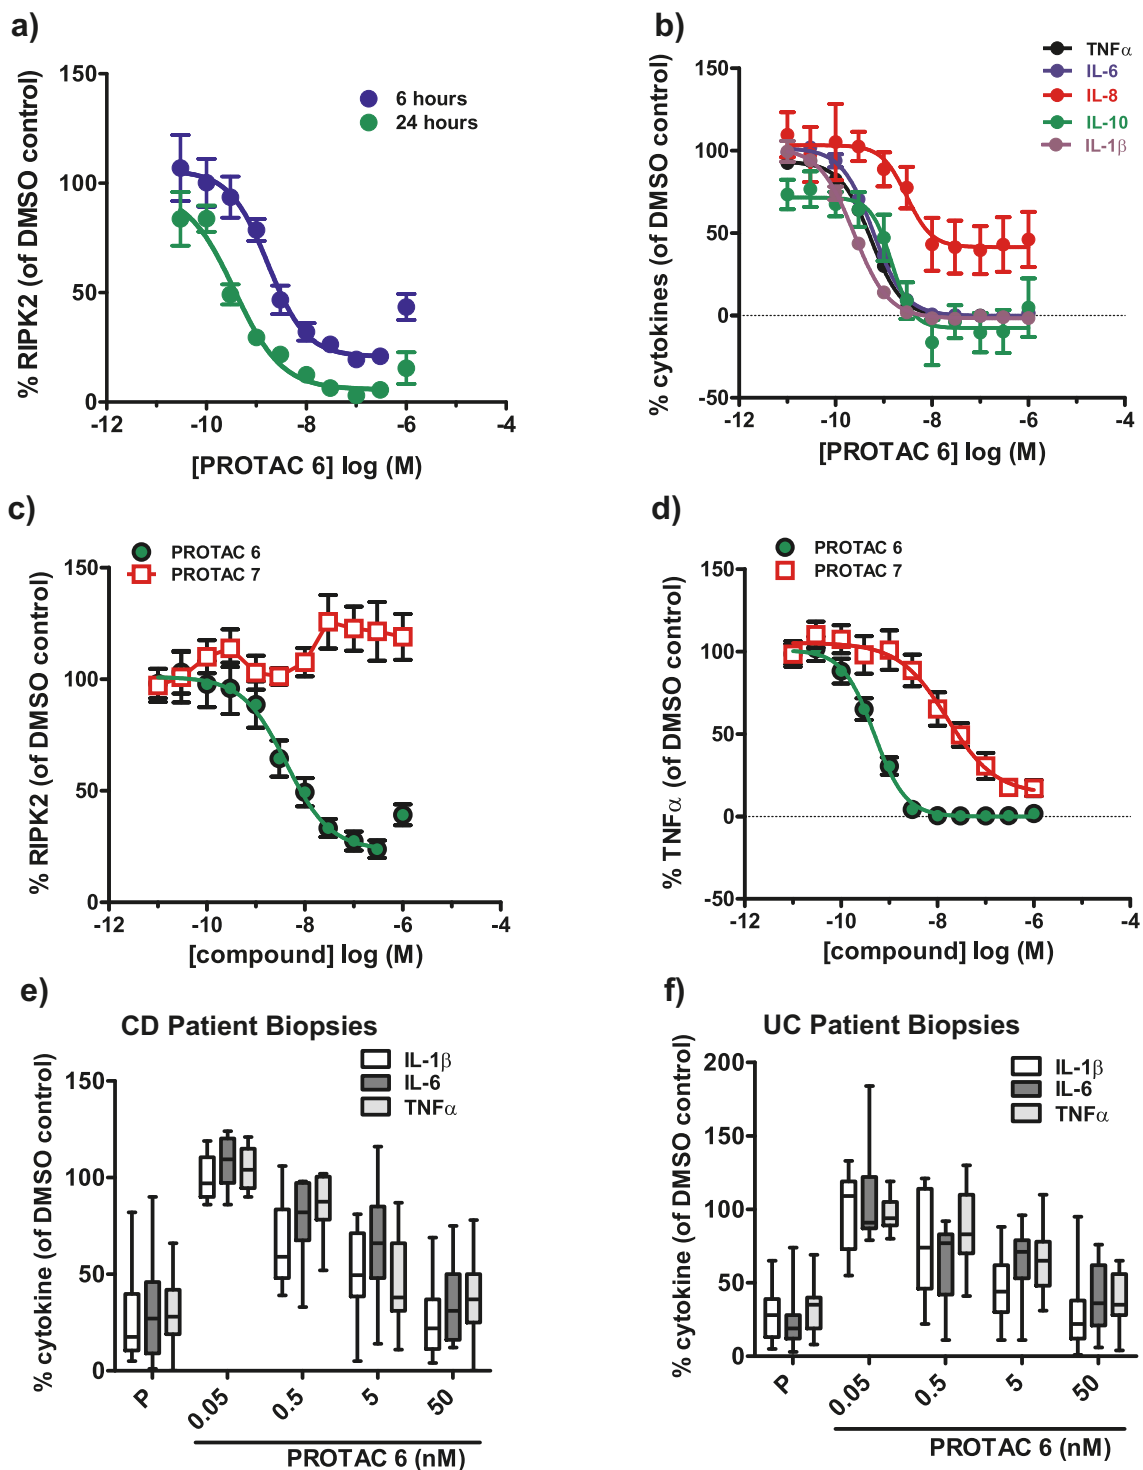 a)
% RIPK2 (of DMSO control)
150
100
50
0
-12
-10
-8
-6
-4
[PROTAC 6] log (M)
6 hours
24 hours
b)
% cytokines (of DMSO control)
150
100
50
0
-50
-12
-10
-8
-6
-4
[PROTAC 6] log (M)
TNFα
IL-6
IL-8
IL-10
IL-1β
c)
% RIPK2 (of DMSO control)
PROTAC 6
PROTAC 7
150
100
50
0
-12
-10
-8
-6
-4
[compound] log (M)
d)
% TNFα (of DMSO control)
PROTAC 6
PROTAC 7
150
100
50
0
-50
-12
-10
-8
-6
-4
[compound] log (M)
e)
CD Patient Biopsies
% cytokine (of DMSO control)
IL-1β
IL-6
TNFα
150
100
50
0
P
0.05
0.5
5
50
PROTAC 6 (nM)
f)
UC Patient Biopsies
% cytokine (of DMSO control)
IL-1β
IL-6
TNFα
200
150
100
50
0
P
0.05
0.5
5
50
PROTAC 6 (nM)